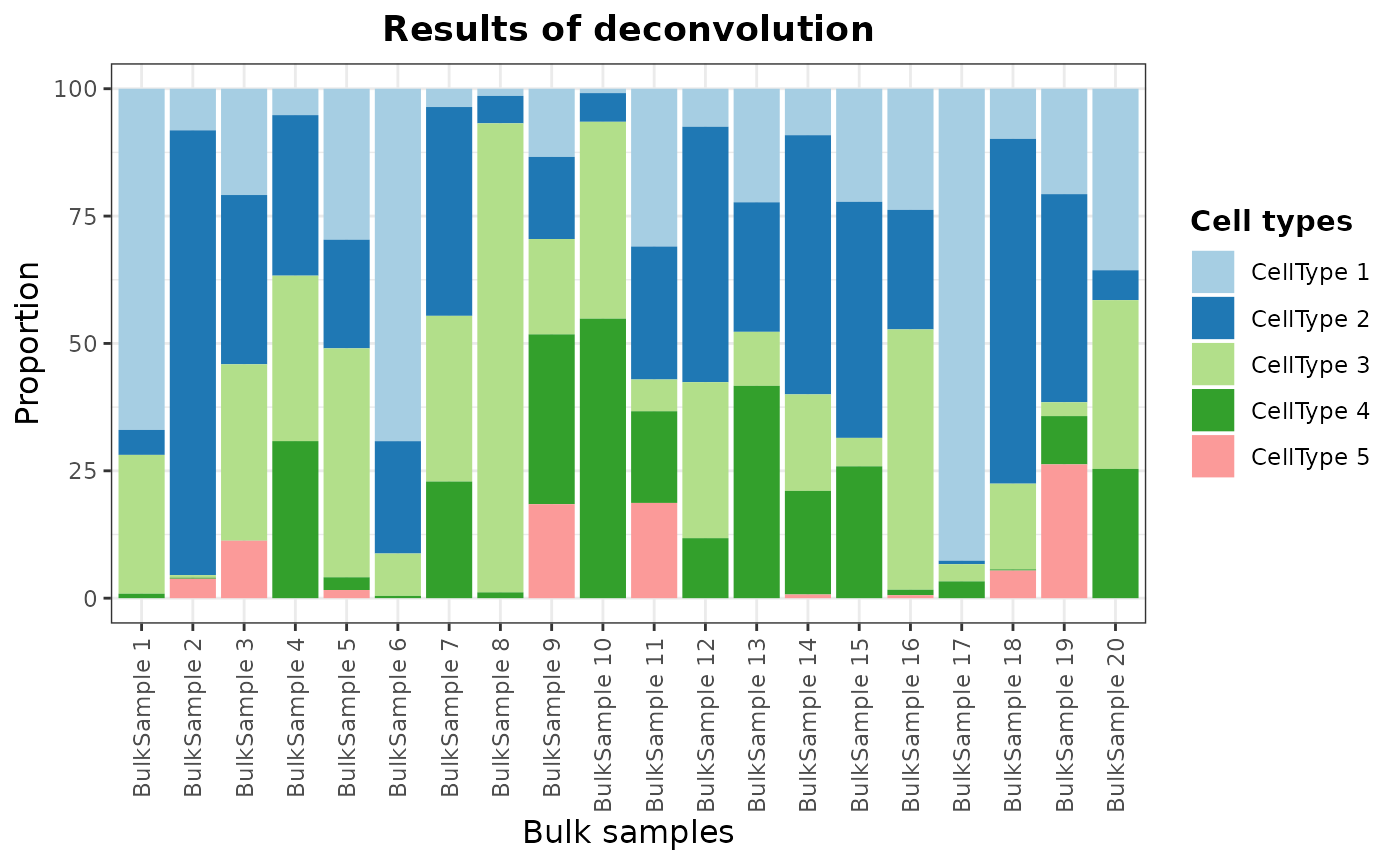 Results of deconvolution
Proportion
100
75
50
25
0
BulkSample 1
BulkSample 2
BulkSample 3
BulkSample 4
BulkSample 5
BulkSample 6
BulkSample 7
BulkSample 8
BulkSample 9
BulkSample 10
BulkSample 11
BulkSample 12
BulkSample 13
BulkSample 14
BulkSample 15
BulkSample 16
BulkSample 17
BulkSample 18
BulkSample 19
BulkSample 20
Bulk samples
Cell types
CellType 1
CellType 2
CellType 3
CellType 4
CellType 5